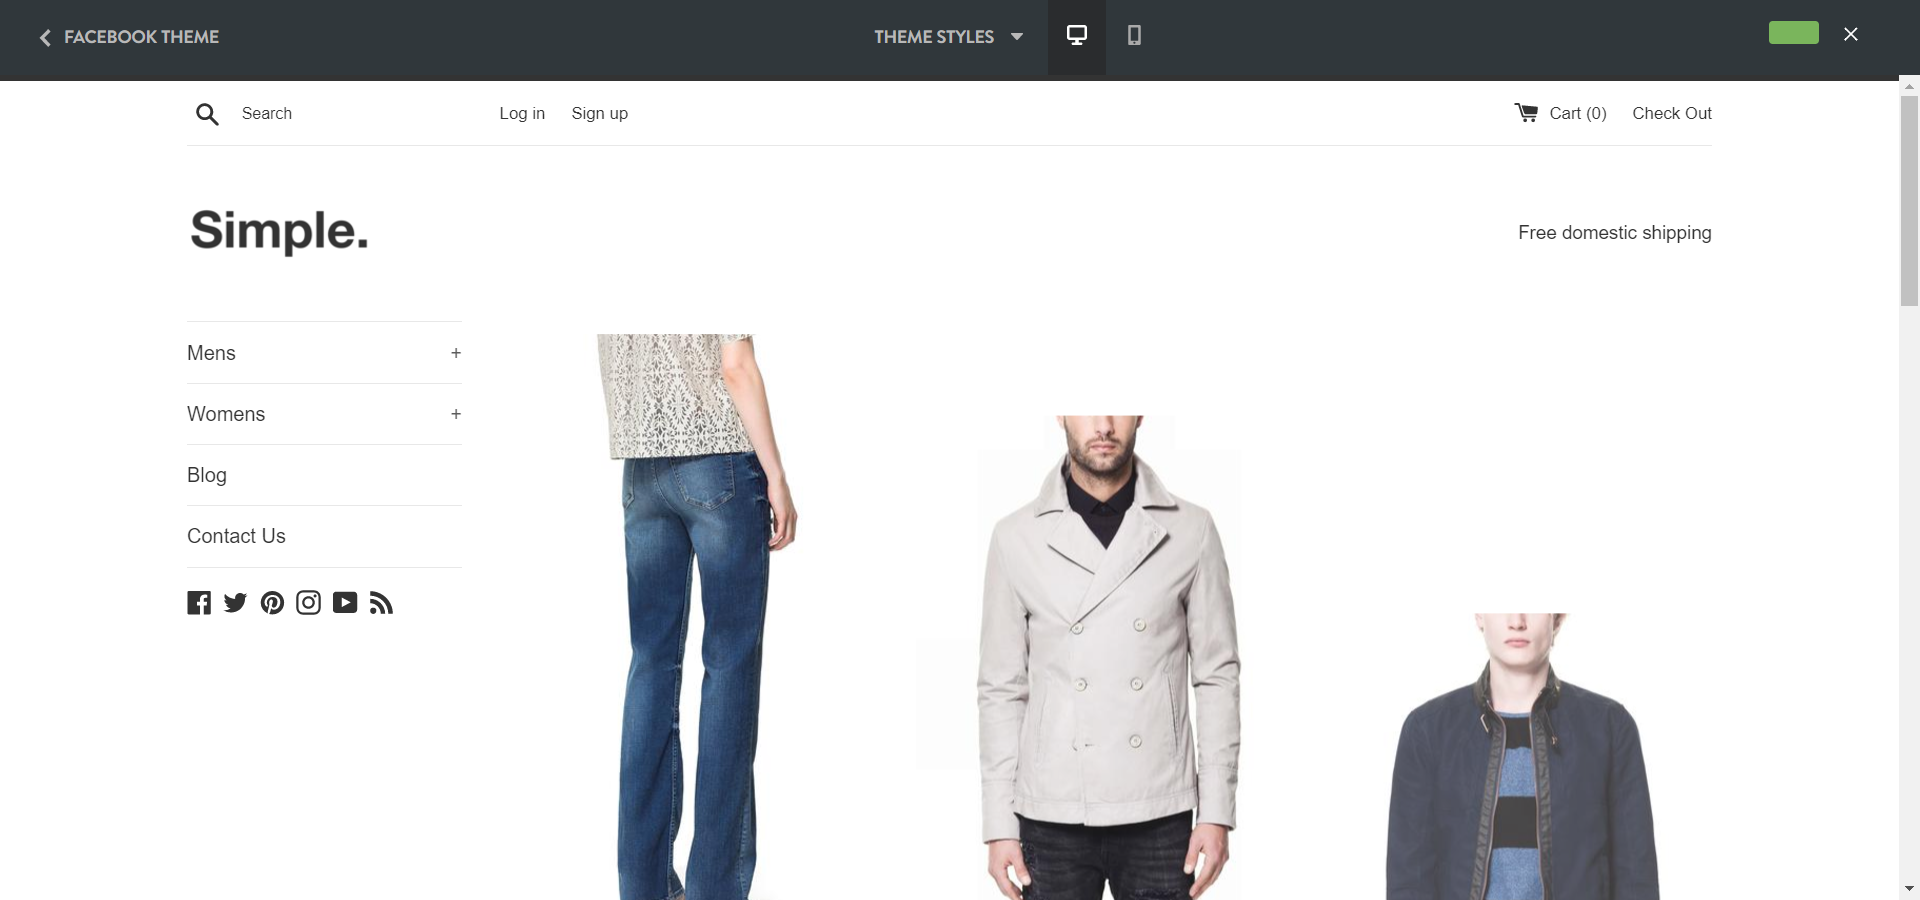 FACEBOOK THEME
THEME STYLES
Search
Log in
Sign up
Cart (0)
Check Out
Simple.
Free domestic shipping
Mens +
Womens +
Blog
Contact Us